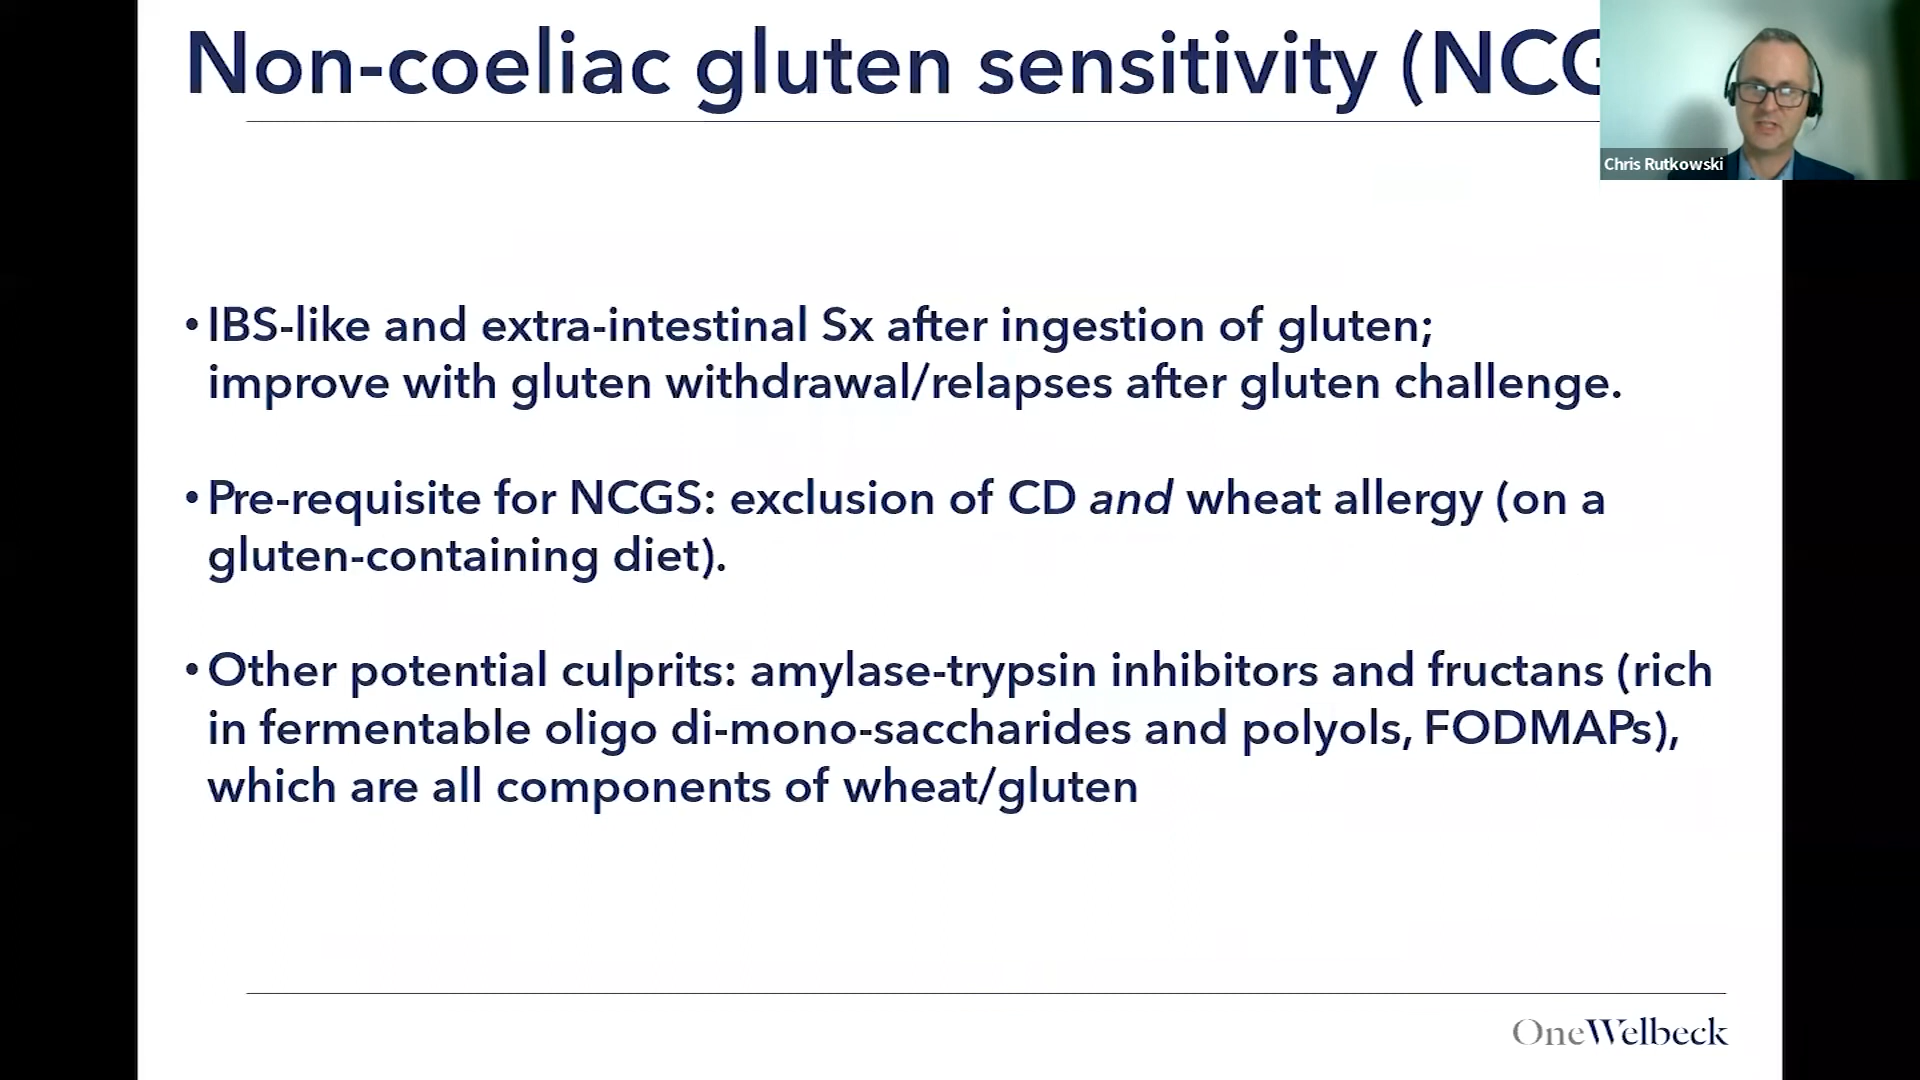 Non-coeliac gluten sensitivity (NCG
Chris Rutkowski
• IBS-like and extra-intestinal Sx after ingestion of gluten;
improve with gluten withdrawal/relapses after gluten challenge.
• Pre-requisite for NCGS: exclusion of CD and wheat allergy (on a
gluten-containing diet).
• Other potential culprits: amylase-trypsin inhibitors and fructans (rich
in fermentable oligo di-mono-saccharides and polyols, FODMAPs),
which are all components of wheat/gluten
OneWelbeck